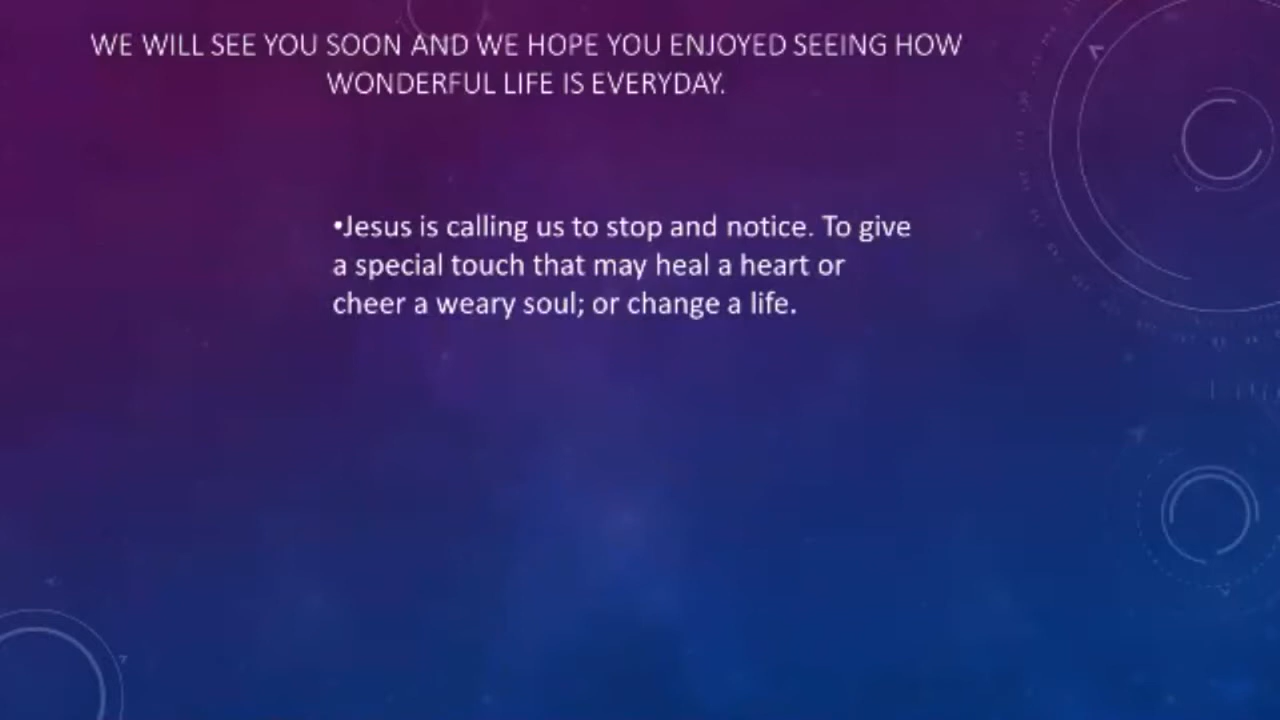 WE WILL SEE YOU SOON AND WE HOPE YOU ENJOYED SEEING HOW
WONDERFUL LIFE IS EVERYDAY.
•Jesus is calling us to stop and notice. To give
a special touch that may heal a heart or
cheer a weary soul; or change a life.